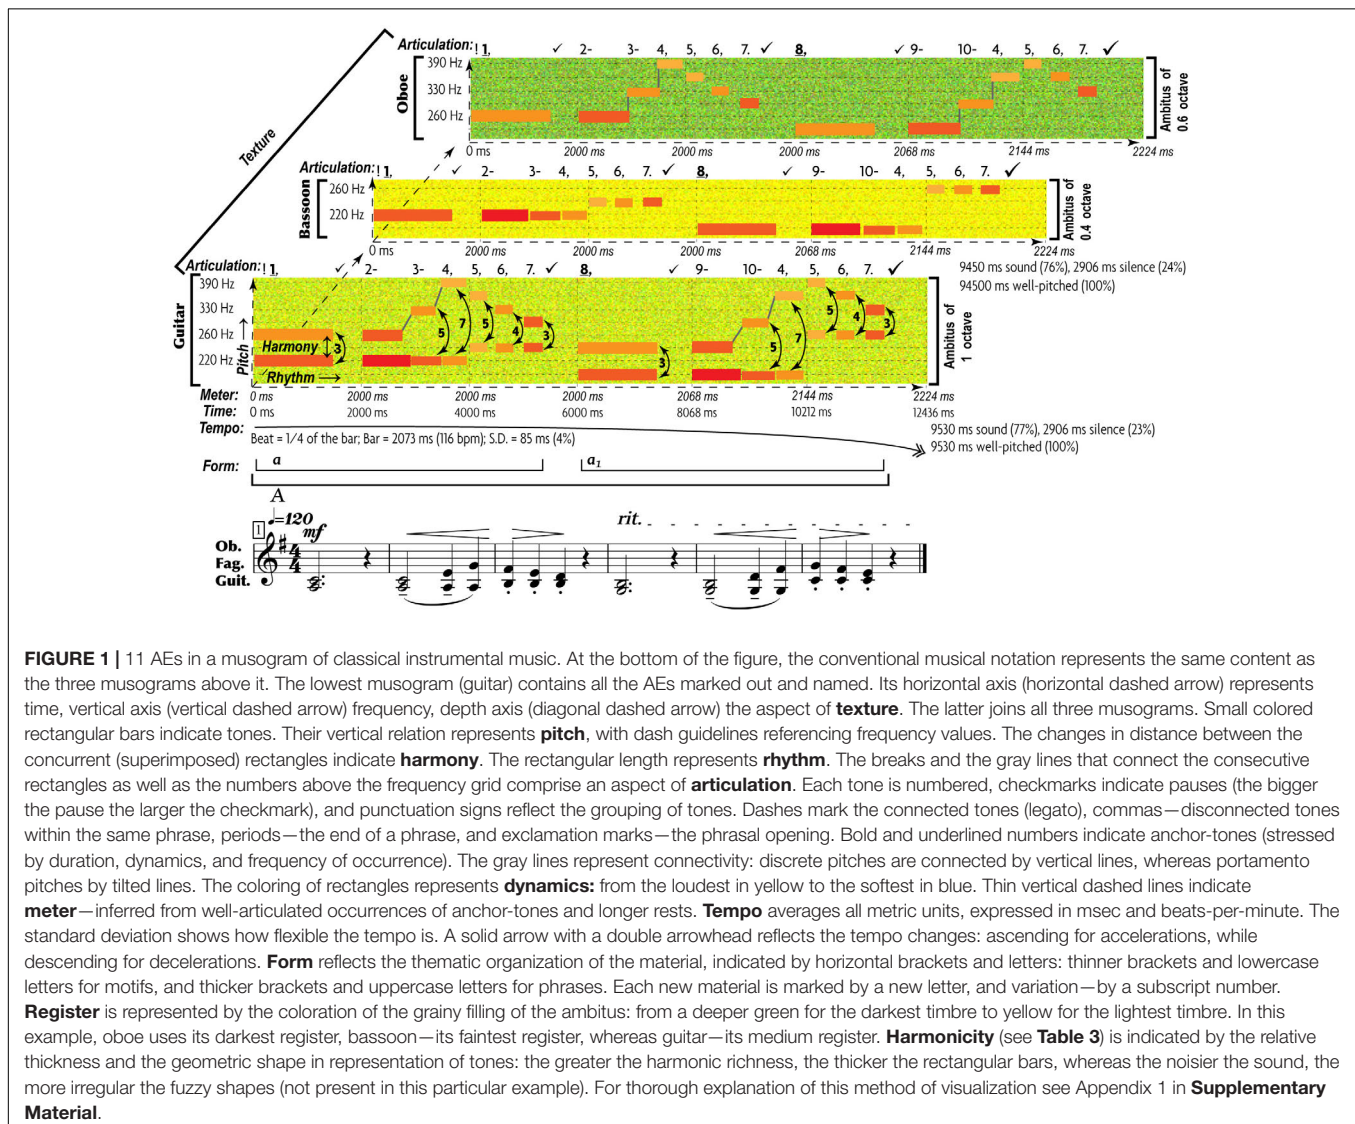 Articulation: ! 1, ✓ 2- 3- 4, 5, 6, 7. ✓ 8, ✓ 9- 10- 4, 5, 6, 7. ✓
Oboe
390 Hz
330 Hz
260 Hz
Ambitus of
0.6 octave
0 ms 2000 ms 2000 ms 2000 ms 2068 ms 2144 ms 2224 ms
Texture
Articulation: ! 1, ✓ 2- 3- 4, 5, 6, 7. ✓ 8, ✓ 9- 10- 4, 5, 6, 7. ✓
Bassoon
260 Hz
220 Hz
Ambitus of
0.4 octave
0 ms 2000 ms 2000 ms 2000 ms 2068 ms 2144 ms 2224 ms
9450 ms sound (76%), 2906 ms silence (24%)
94500 ms well-pitched (100%)
Articulation: ! 1, ✓ 2- 3- 4, 5, 6, 7. ✓ 8, ✓ 9- 10- 4, 5, 6, 7. ✓
Guitar
390 Hz
330 Hz
260 Hz
220 Hz
Pitch
Harmony 3 5 7 5 4 3 3 5 7 5 4 3
Rhythm
Ambitus of
1 octave
Meter: 0 ms 2000 ms 2000 ms 2000 ms 2068 ms 2144 ms 2224 ms
Time: 0 ms 2000 ms 4000 ms 6000 ms 8068 ms 10212 ms 12436 ms
Tempo:
Beat = 1/4 of the bar; Bar = 2073 ms (116 bpm); S.D. = 85 ms (4%)
9530 ms sound (77%), 2906 ms silence (23%)
9530 ms well-pitched (100%)
Form: a a1
A
1 ♩=120 mf rit.
Ob.
Fag.
Guit.
4
4
FIGURE 1 | 11 AEs in a musogram of classical instrumental music. At the bottom of the figure, the conventional musical notation represents the same content as
the three musograms above it. The lowest musogram (guitar) contains all the AEs marked out and named. Its horizontal axis (horizontal dashed arrow) represents
time, vertical axis (vertical dashed arrow) frequency, depth axis (diagonal dashed arrow) the aspect of texture. The latter joins all three musograms. Small colored
rectangular bars indicate tones. Their vertical relation represents pitch, with dash guidelines referencing frequency values. The changes in distance between the
concurrent (superimposed) rectangles indicate harmony. The rectangular length represents rhythm. The breaks and the gray lines that connect the consecutive
rectangles as well as the numbers above the frequency grid comprise an aspect of articulation. Each tone is numbered, checkmarks indicate pauses (the bigger
the pause the larger the checkmark), and punctuation signs reflect the grouping of tones. Dashes mark the connected tones (legato), commas—disconnected tones
within the same phrase, periods—the end of a phrase, and exclamation marks—the phrasal opening. Bold and underlined numbers indicate anchor-tones (stressed
by duration, dynamics, and frequency of occurrence). The gray lines represent connectivity: discrete pitches are connected by vertical lines, whereas portamento
pitches by tilted lines. The coloring of rectangles represents dynamics: from the loudest in yellow to the softest in blue. Thin vertical dashed lines indicate
meter—inferred from well-articulated occurrences of anchor-tones and longer rests. Tempo averages all metric units, expressed in msec and beats-per-minute. The
standard deviation shows how flexible the tempo is. A solid arrow with a double arrowhead reflects the tempo changes: ascending for accelerations, while
descending for decelerations. Form reflects the thematic organization of the material, indicated by horizontal brackets and letters: thinner brackets and lowercase
letters for motifs, and thicker brackets and uppercase letters for phrases. Each new material is marked by a new letter, and variation—by a subscript number.
Register is represented by the coloration of the grainy filling of the ambitus: from a deeper green for the darkest timbre to yellow for the lightest timbre. In this
example, oboe uses its darkest register, bassoon—its faintest register, whereas guitar—its medium register. Harmonicity (see Table 3) is indicated by the relative
thickness and the geometric shape in representation of tones: the greater the harmonic richness, the thicker the rectangular bars, whereas the noisier the sound, the
more irregular the fuzzy shapes (not present in this particular example). For thorough explanation of this method of visualization see Appendix 1 in Supplementary
Material.